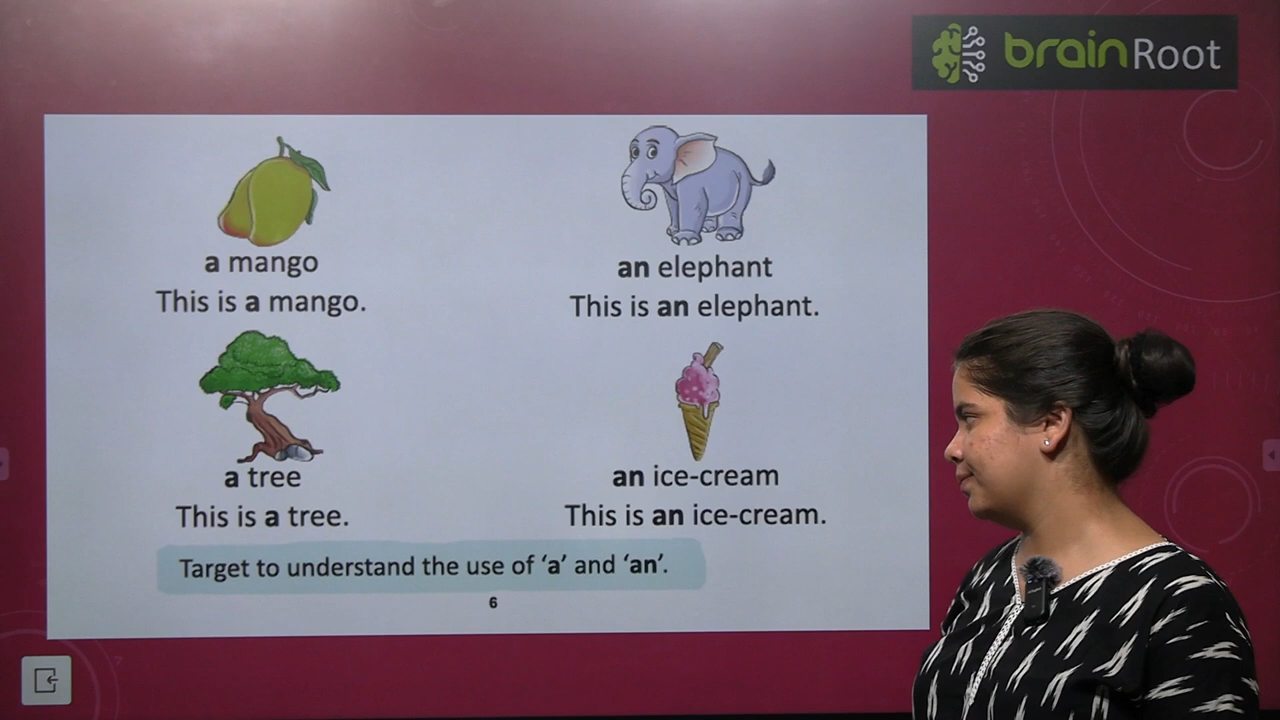 brainRoot
a mango
This is a mango.
an elephant
This is an elephant.
a tree
This is a tree.
an ice-cream
This is an ice-cream.
Target to understand the use of ‘a’ and ‘an’.
6